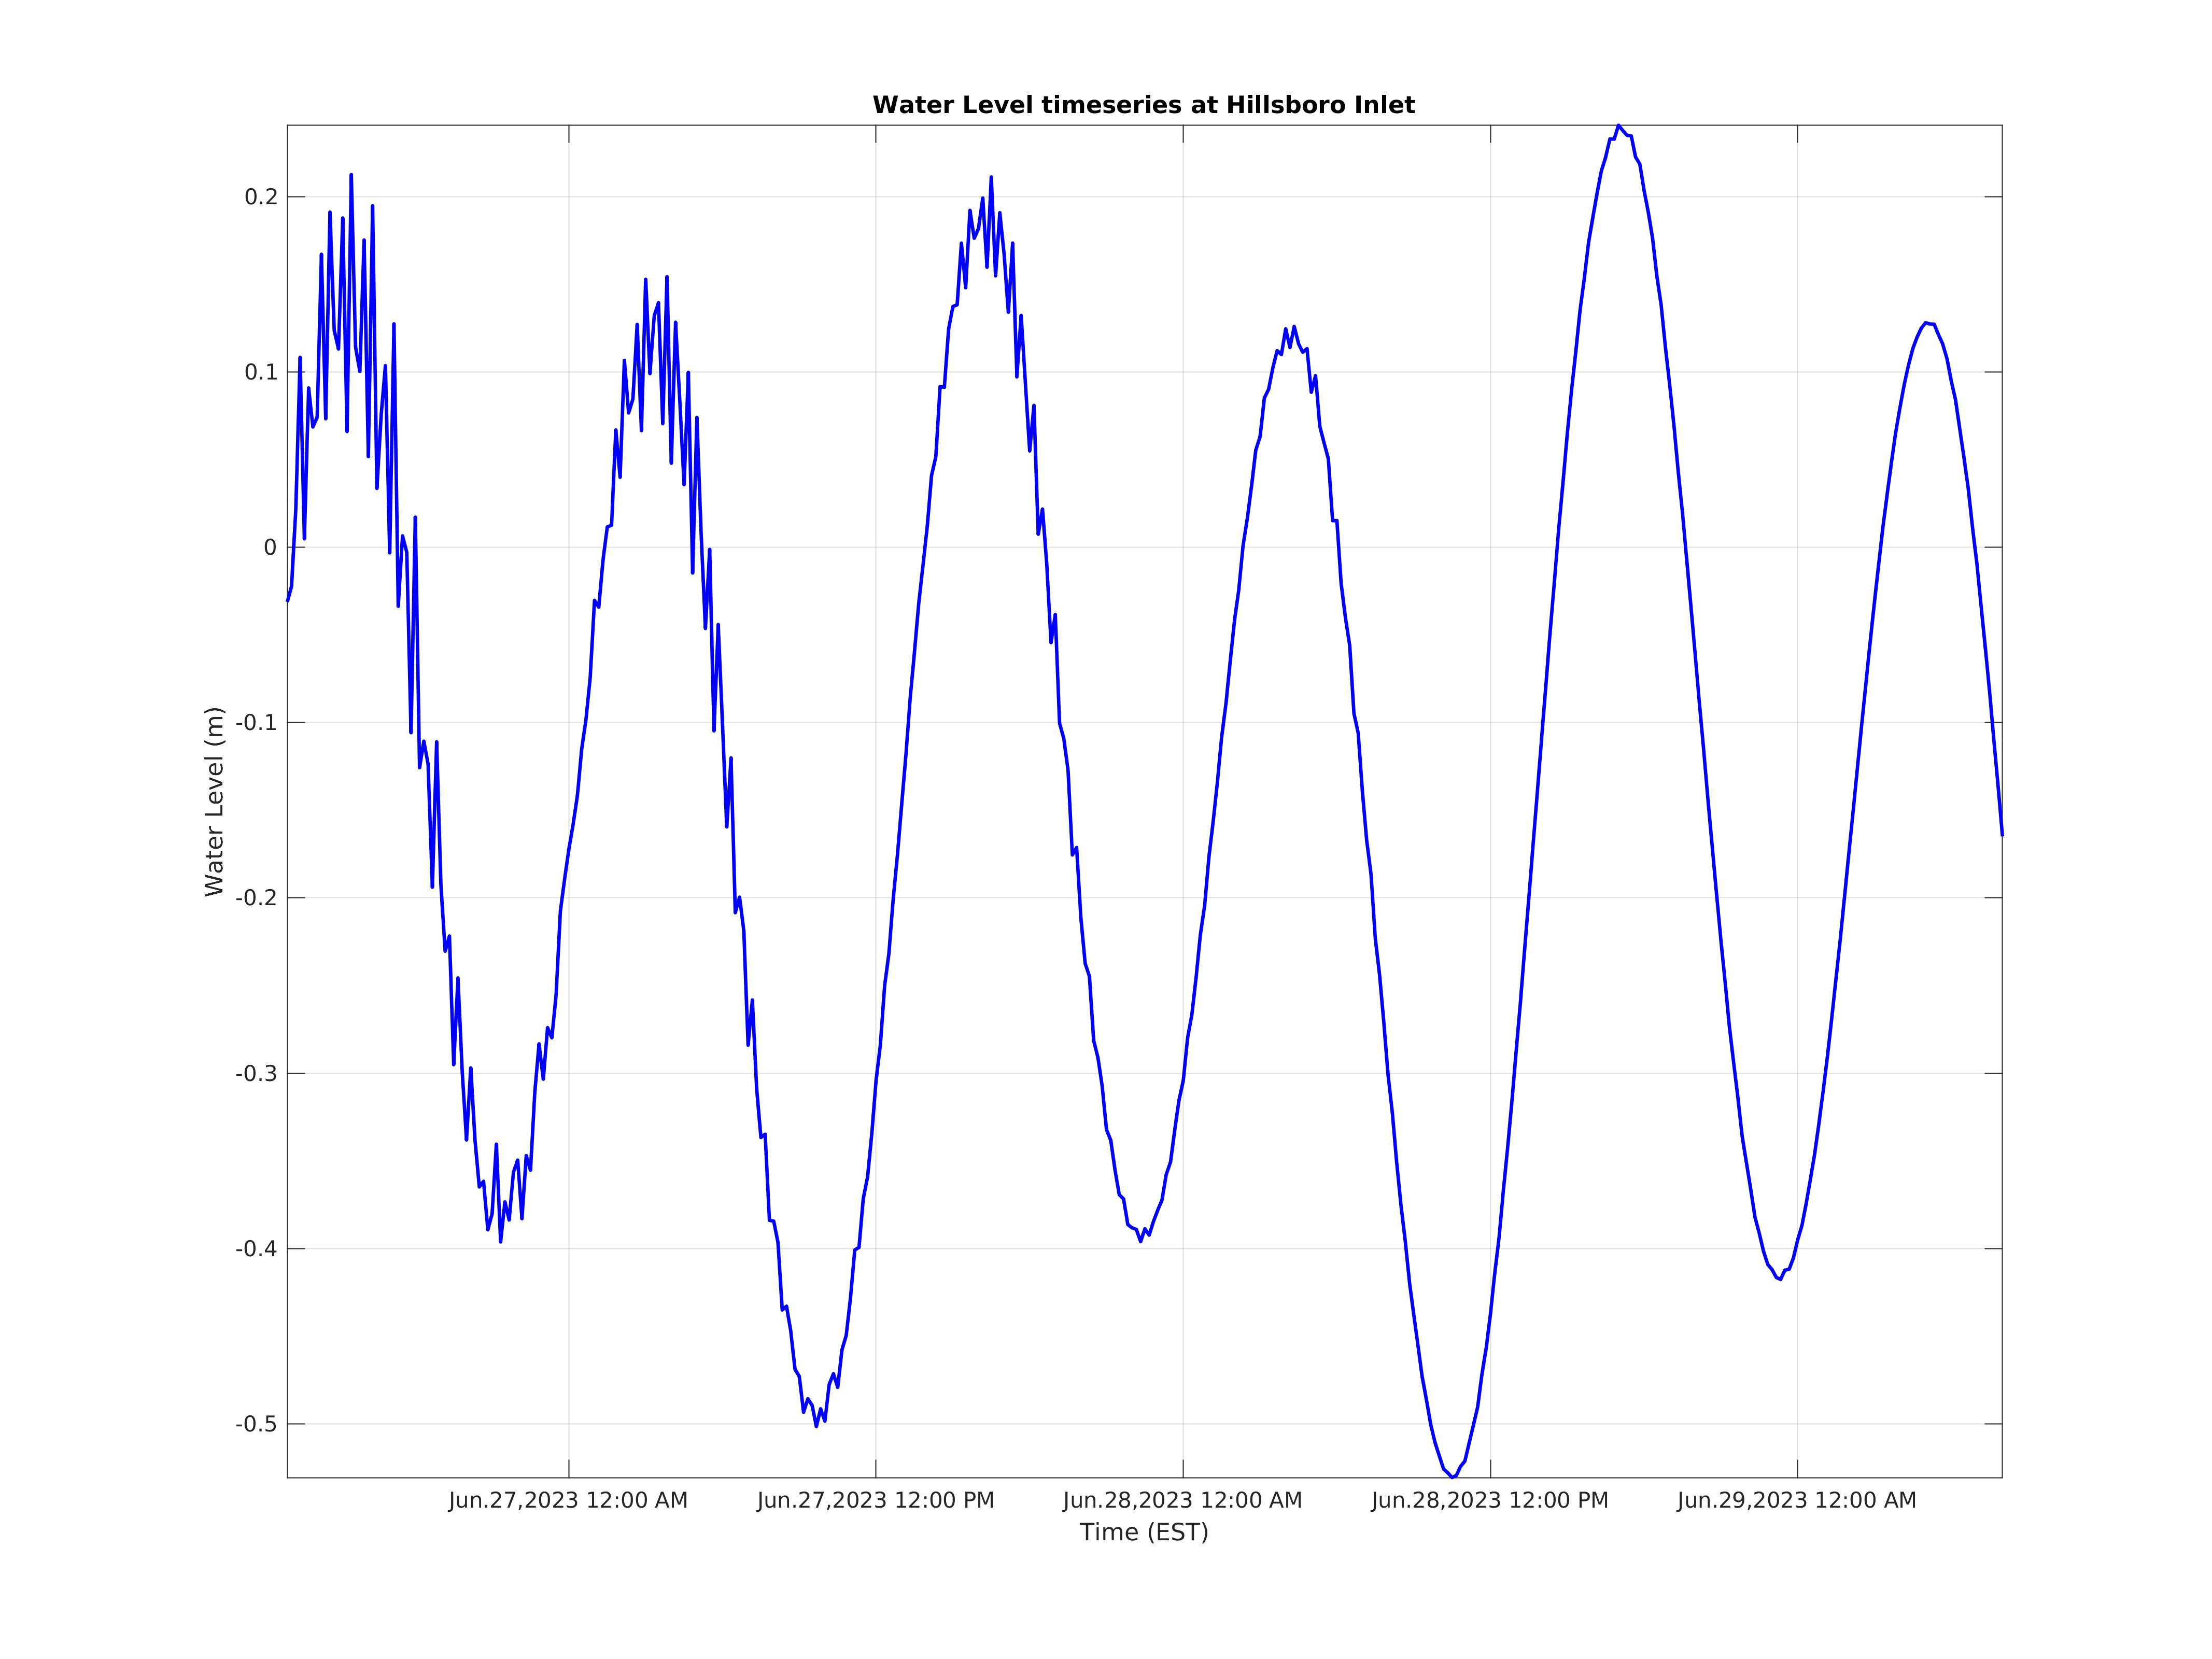 Water Level timeseries at Hillsboro Inlet
0.2
0.1
0
-0.1
-0.2
-0.3
-0.4
-0.5
Water Level (m)
Jun.27,2023 12:00 AM
Jun.27,2023 12:00 PM
Jun.28,2023 12:00 AM
Jun.28,2023 12:00 PM
Jun.29,2023 12:00 AM
Time (EST)